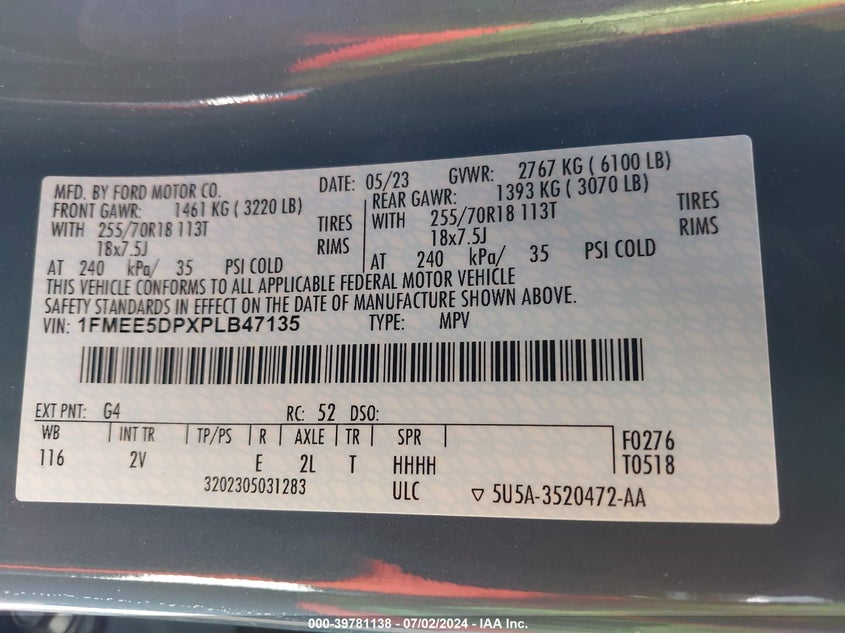 MFD. BY FORD MOTOR CO. DATE: 05/23 GVWR: 2767 KG ( 6100 LB)
FRONT GAWR: 1461 KG ( 3220 LB) REAR GAWR: 1393 KG ( 3070 LB)
WITH 255/70R18 113T TIRES WITH 255/70R18 113T TIRES
18x7.5J RIMS 18x7.5J RIMS
AT 240 kPa/ 35 PSI COLD AT 240 kPa/ 35 PSI COLD
THIS VEHICLE CONFORMS TO ALL APPLICABLE FEDERAL MOTOR VEHICLE
SAFETY STANDARDS IN EFFECT ON THE DATE OF MANUFACTURE SHOWN ABOVE.
VIN: 1FMEE5DPXPLB47135 TYPE: MPV
EXT PNT: G4 RC: 52 DSO:
WB INT TR TP/PS R AXLE TR SPR F0276
116 2V E 2L T HHHH T0518
3202305031283 ULC ▽ 5U5A-3520472-AA
000-39781138 - 07/02/2024 - IAA Inc.